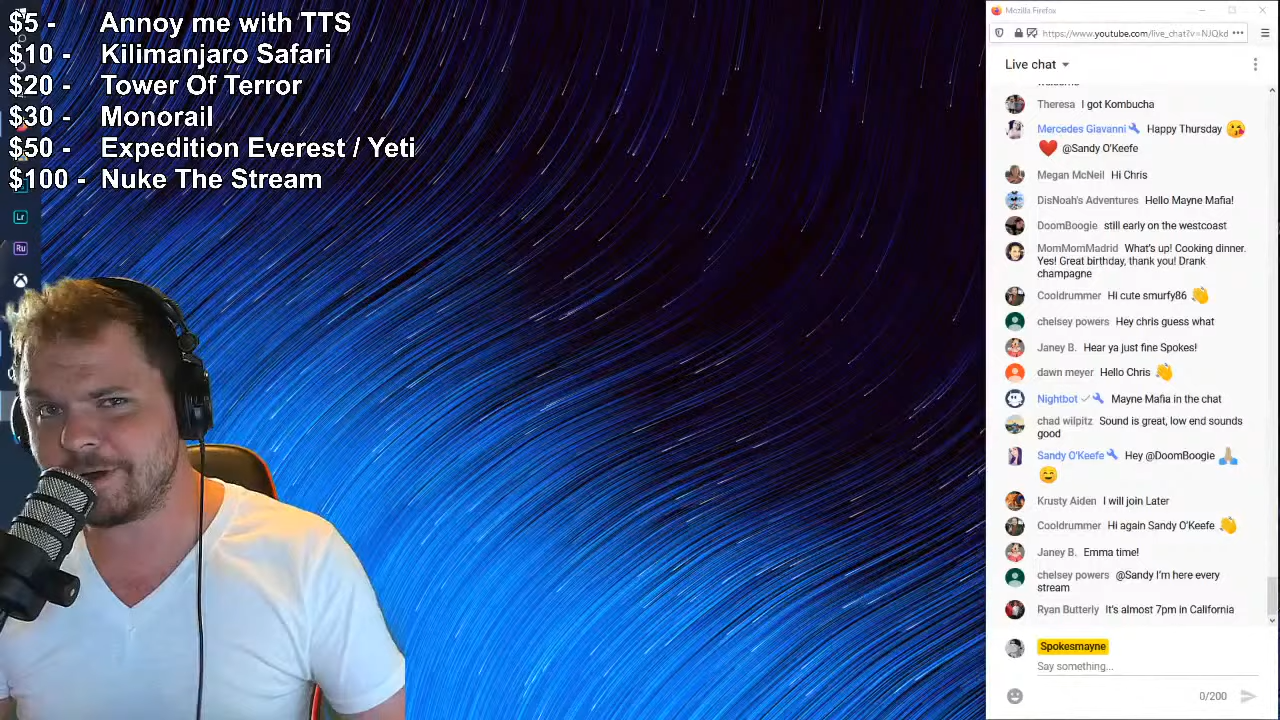 $5 - Annoy me with TTS
$10 - Kilimanjaro Safari
$20 - Tower Of Terror
$30 - Monorail
$50 - Expedition Everest / Yeti
$100 - Nuke The Stream
Lr
Ru
Mozilla Firefox
https://www.youtube.com/live_chat?v=NJQkd
Live chat
welcome
Theresa I got Kombucha
Mercedes Giavanni Happy Thursday 😘
❤️ @Sandy O'Keefe
Megan McNeil Hi Chris
DisNoah's Adventures Hello Mayne Mafia!
DoomBoogie still early on the westcoast
MomMomMadrid What's up! Cooking dinner.
Yes! Great birthday, thank you! Drank
champagne
Cooldrummer Hi cute smurfy86 👋
chelsey powers Hey chris guess what
Janey B. Hear ya just fine Spokes!
dawn meyer Hello Chris 👋
Nightbot Mayne Mafia in the chat
chad wilpitz Sound is great, low end sounds
good
Sandy O'Keefe Hey @DoomBoogie 🙏🏼
😊
Krusty Aiden I will join Later
Cooldrummer Hi again Sandy O'Keefe 👋
Janey B. Emma time!
chelsey powers @Sandy I'm here every
stream
Ryan Butterly It's almost 7pm in California
Spokesmayne
Say something...
0/200